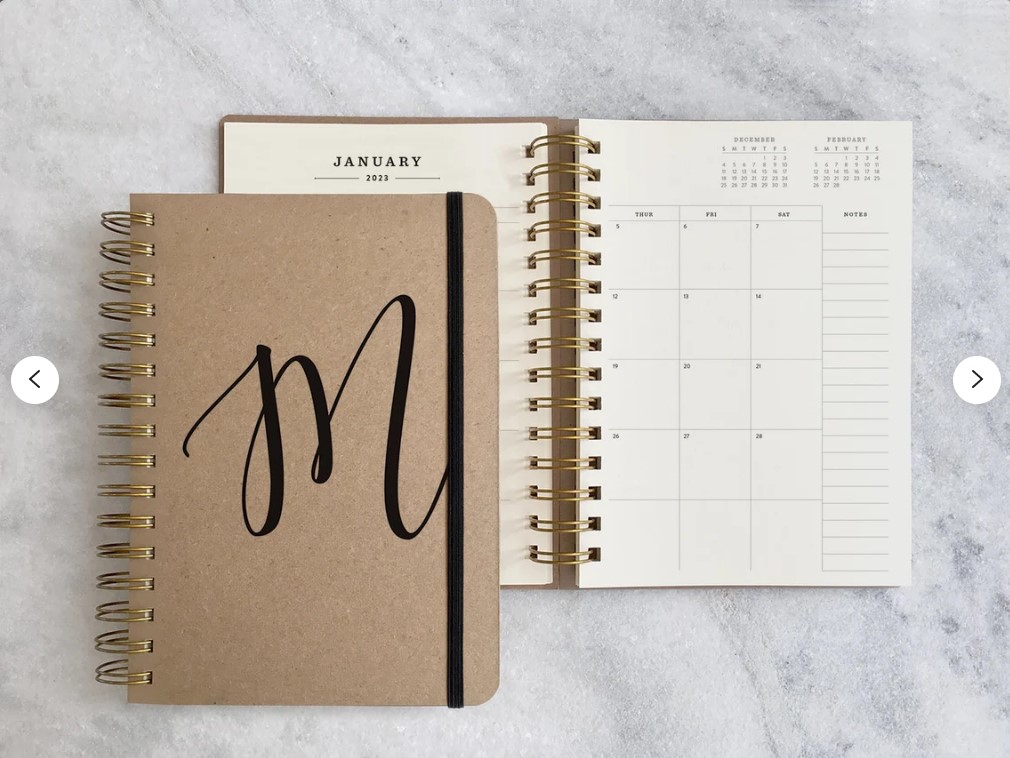 JANUARY
2023
M
DECEMBER
S M T W T F S
1 2 3
4 5 6 7 8 9 10
11 12 13 14 15 16 17
18 19 20 21 22 23 24
25 26 27 28 29 30 31
FEBRUARY
S M T W T F S
1 2 3 4
5 6 7 8 9 10 11
12 13 14 15 16 17 18
19 20 21 22 23 24 25
26 27 28
THUR FRI SAT NOTES
5 6 7
12 13 14
19 20 21
26 27 28